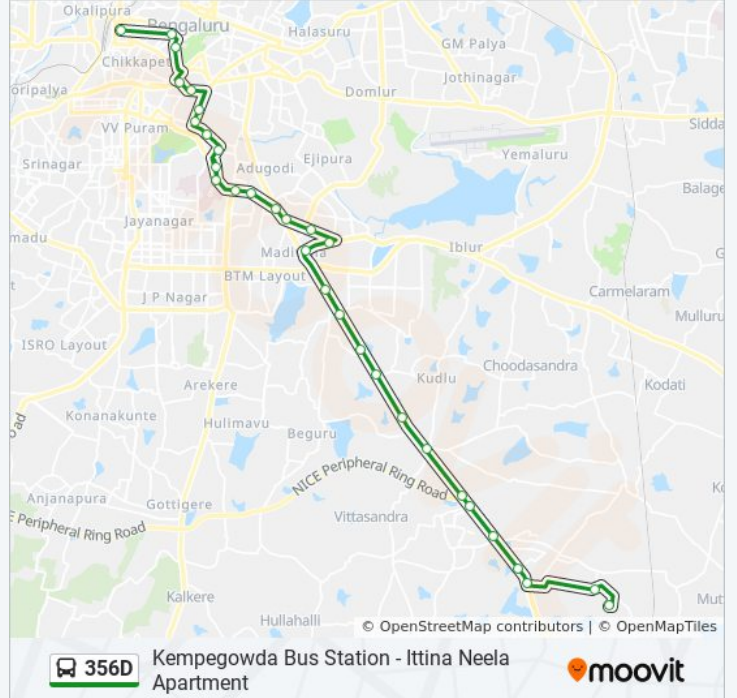 Okalipura
Bengaluru
Halasuru
GM Palya
Chikkapet
Jothinagar
oripalya
Domlur
VV Puram
Sidda
Srinagar
Adugodi
Ejipura
Yemaluru
Balage
Jayanagar
madu
Iblur
BTM Layout
Carmelaram
J P Nagar
Mulluru
ISRO Layout
Choodasandra
Kudlu
Kodati
Arekere
Konanakunte
Hulimavu
Beguru
oad
NICE Peripheral Ring Road
Anjanapura
Gottigere
E Peripheral Ring Road
Vittasandra
Kalkere
Hullahalli
Mut
© OpenStreetMap contributors | © OpenMapTiles
356D
Kempegowda Bus Station - Ittina Neela
Apartment
moovit